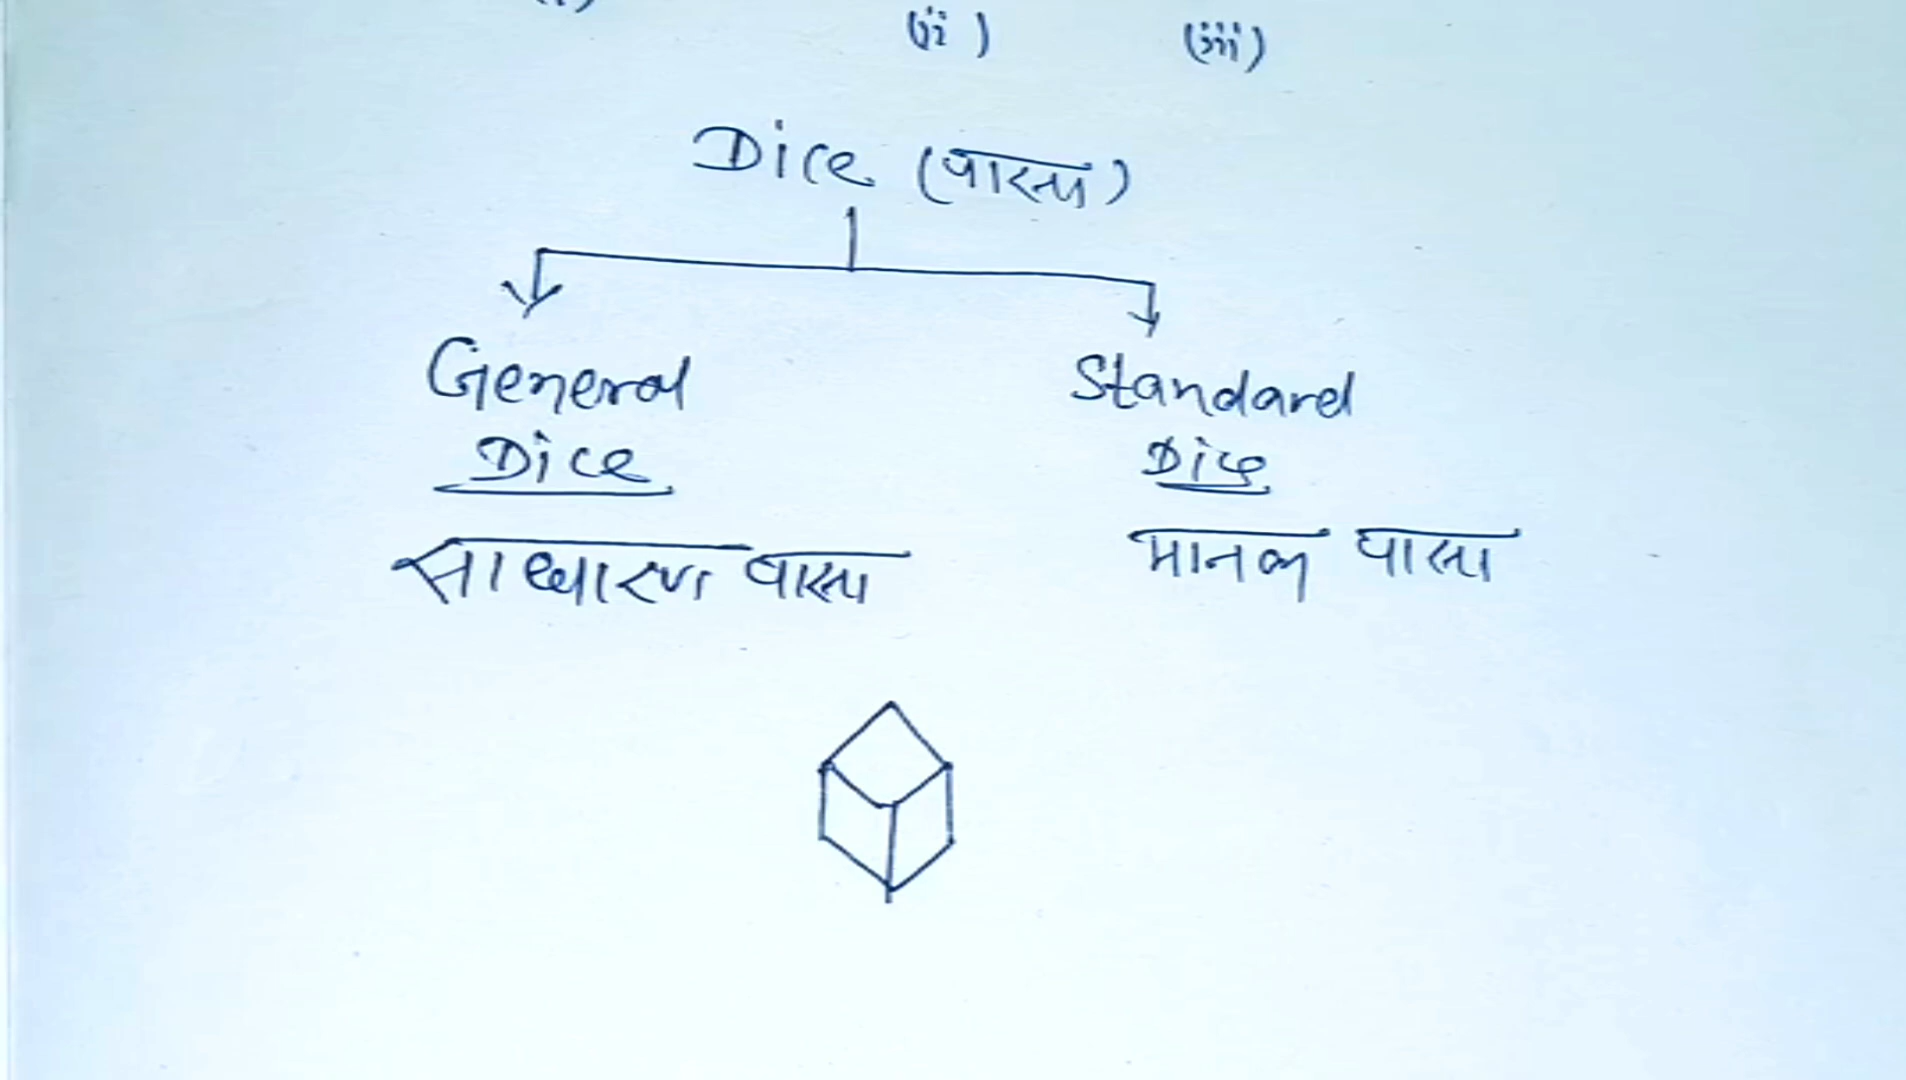 (ii) (iii)
Dice (पासा)
General Standard
Dice Dice
साधारण पासा मानक पासा